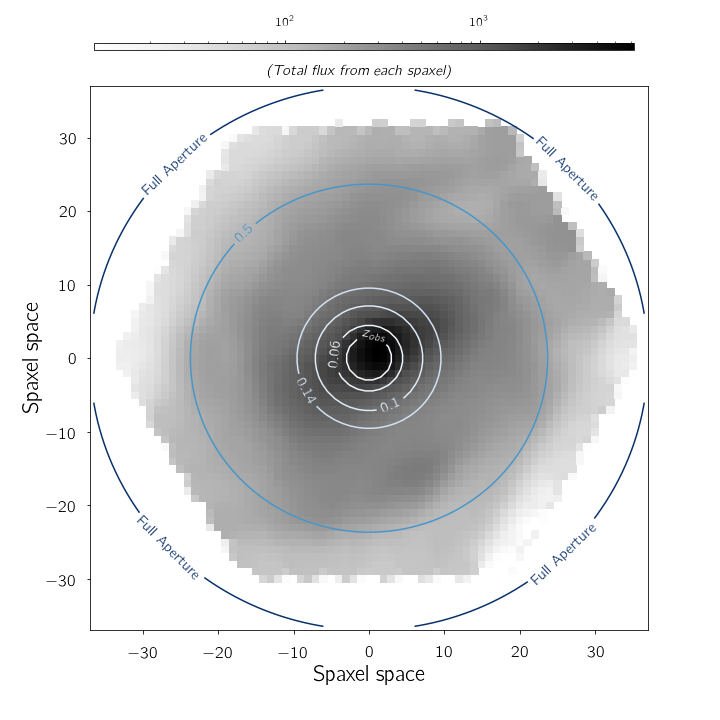 10² 10³
(Total flux from each spaxel)
Full Aperture Full Aperture
0.5
z_obs
0.06
0.14 0.1
Full Aperture Full Aperture
30
20
10
0
−10
−20
−30
Spaxel space
−30 −20 −10 0 10 20 30
Spaxel space